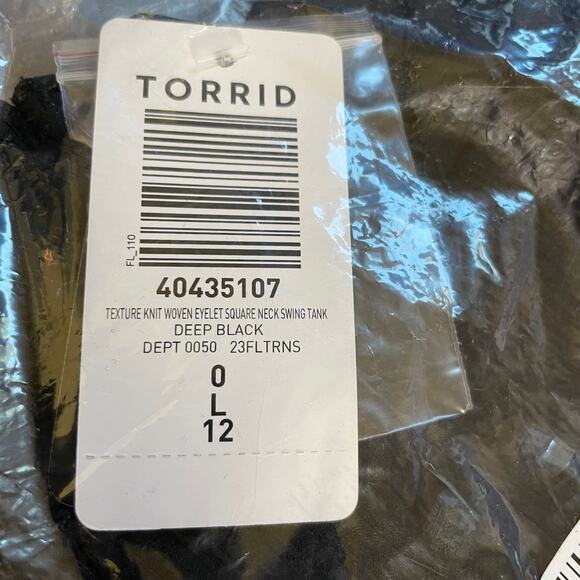 TORRID
FL_110
40435107
TEXTURE KNIT WOVEN EYELET SQUARE NECK SWING TANK
DEEP BLACK
DEPT 0050 23FLTRNS
0
L
12